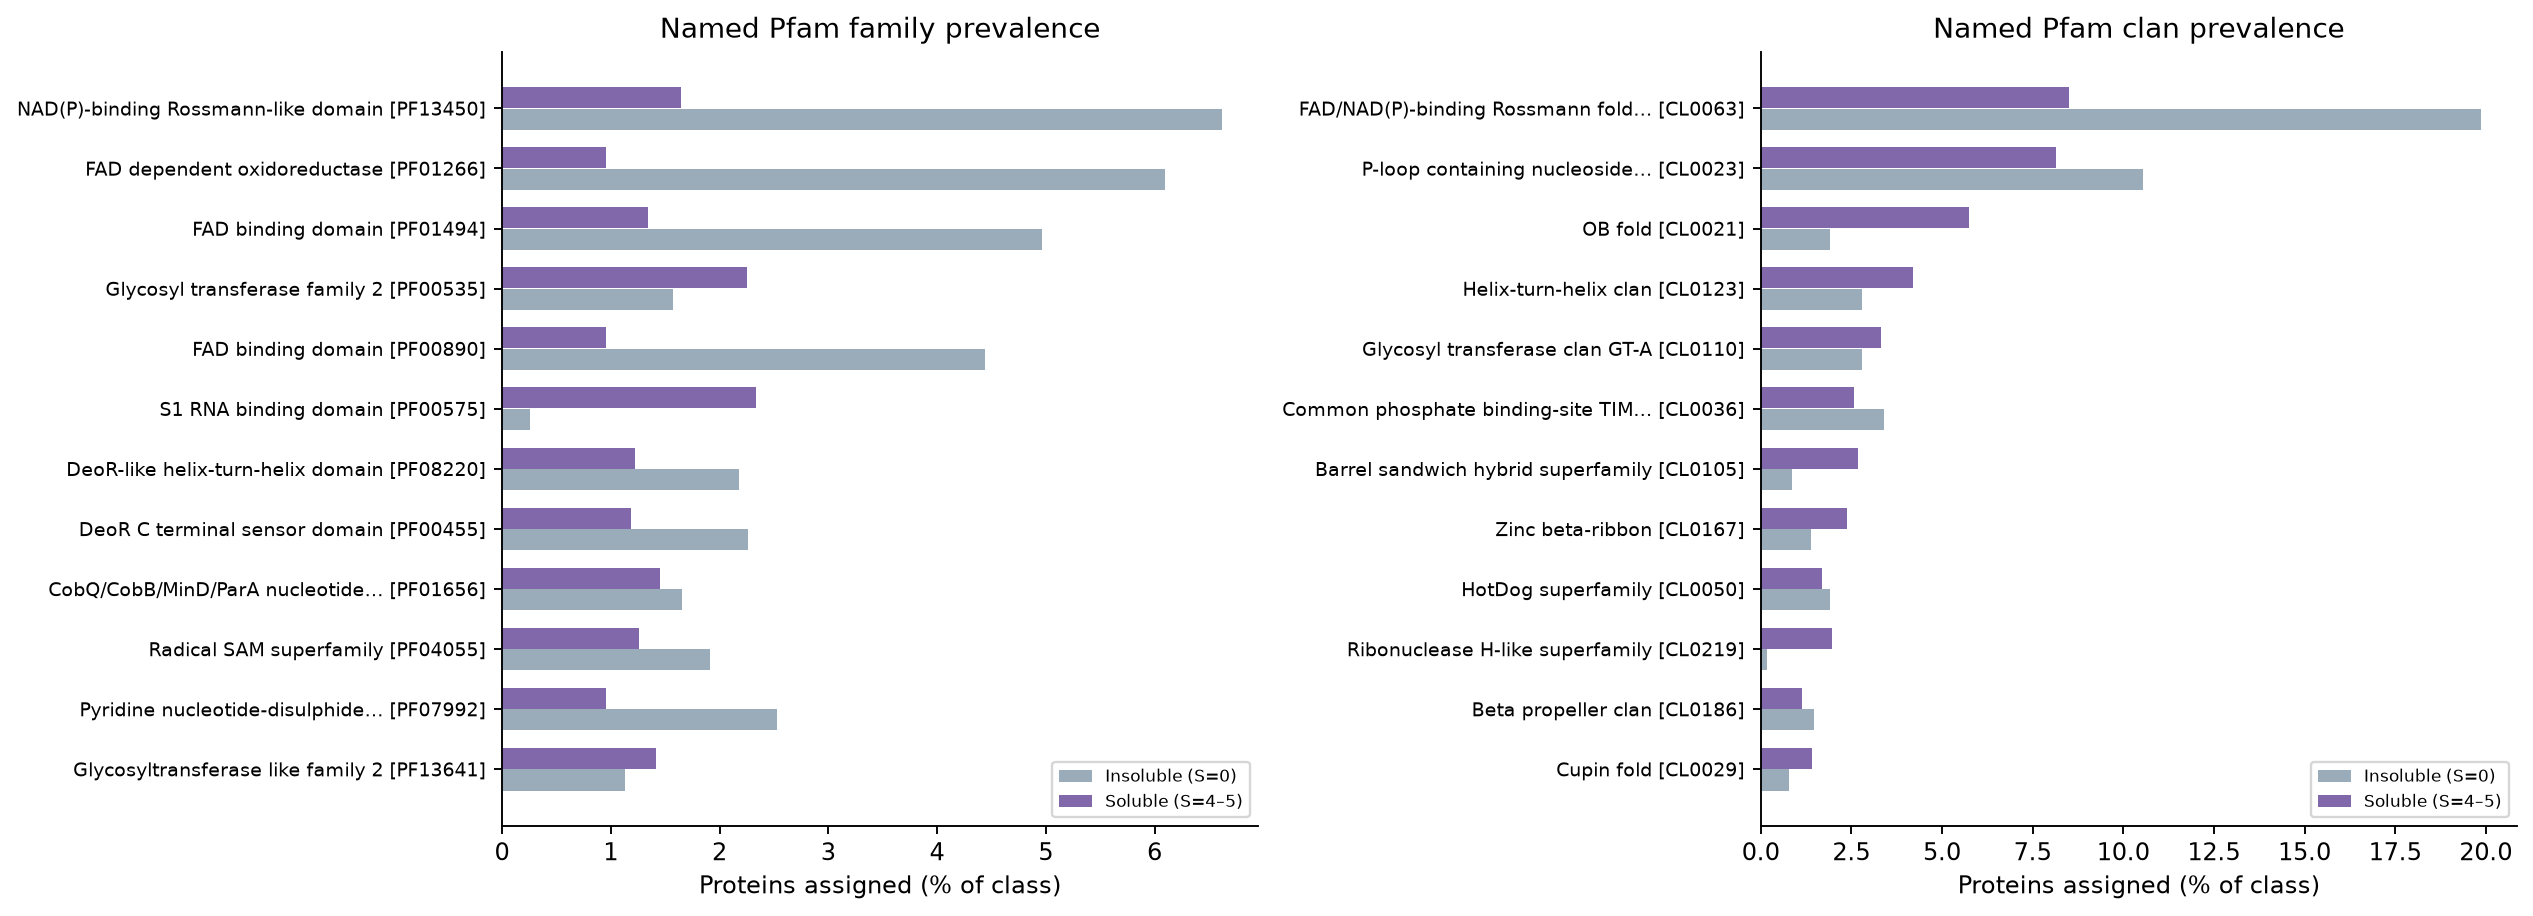 Named Pfam family prevalence
NAD(P)-binding Rossmann-like domain [PF13450]
FAD dependent oxidoreductase [PF01266]
FAD binding domain [PF01494]
Glycosyl transferase family 2 [PF00535]
FAD binding domain [PF00890]
S1 RNA binding domain [PF00575]
DeoR-like helix-turn-helix domain [PF08220]
DeoR C terminal sensor domain [PF00455]
CobQ/CobB/MinD/ParA nucleotide... [PF01656]
Radical SAM superfamily [PF04055]
Pyridine nucleotide-disulphide... [PF07992]
Glycosyltransferase like family 2 [PF13641]
Insoluble (S=0)
Soluble (S=4–5)
0 1 2 3 4 5 6
Proteins assigned (% of class)
Named Pfam clan prevalence
FAD/NAD(P)-binding Rossmann fold... [CL0063]
P-loop containing nucleoside... [CL0023]
OB fold [CL0021]
Helix-turn-helix clan [CL0123]
Glycosyl transferase clan GT-A [CL0110]
Common phosphate binding-site TIM... [CL0036]
Barrel sandwich hybrid superfamily [CL0105]
Zinc beta-ribbon [CL0167]
HotDog superfamily [CL0050]
Ribonuclease H-like superfamily [CL0219]
Beta propeller clan [CL0186]
Cupin fold [CL0029]
Insoluble (S=0)
Soluble (S=4–5)
0.0 2.5 5.0 7.5 10.0 12.5 15.0 17.5 20.0
Proteins assigned (% of class)